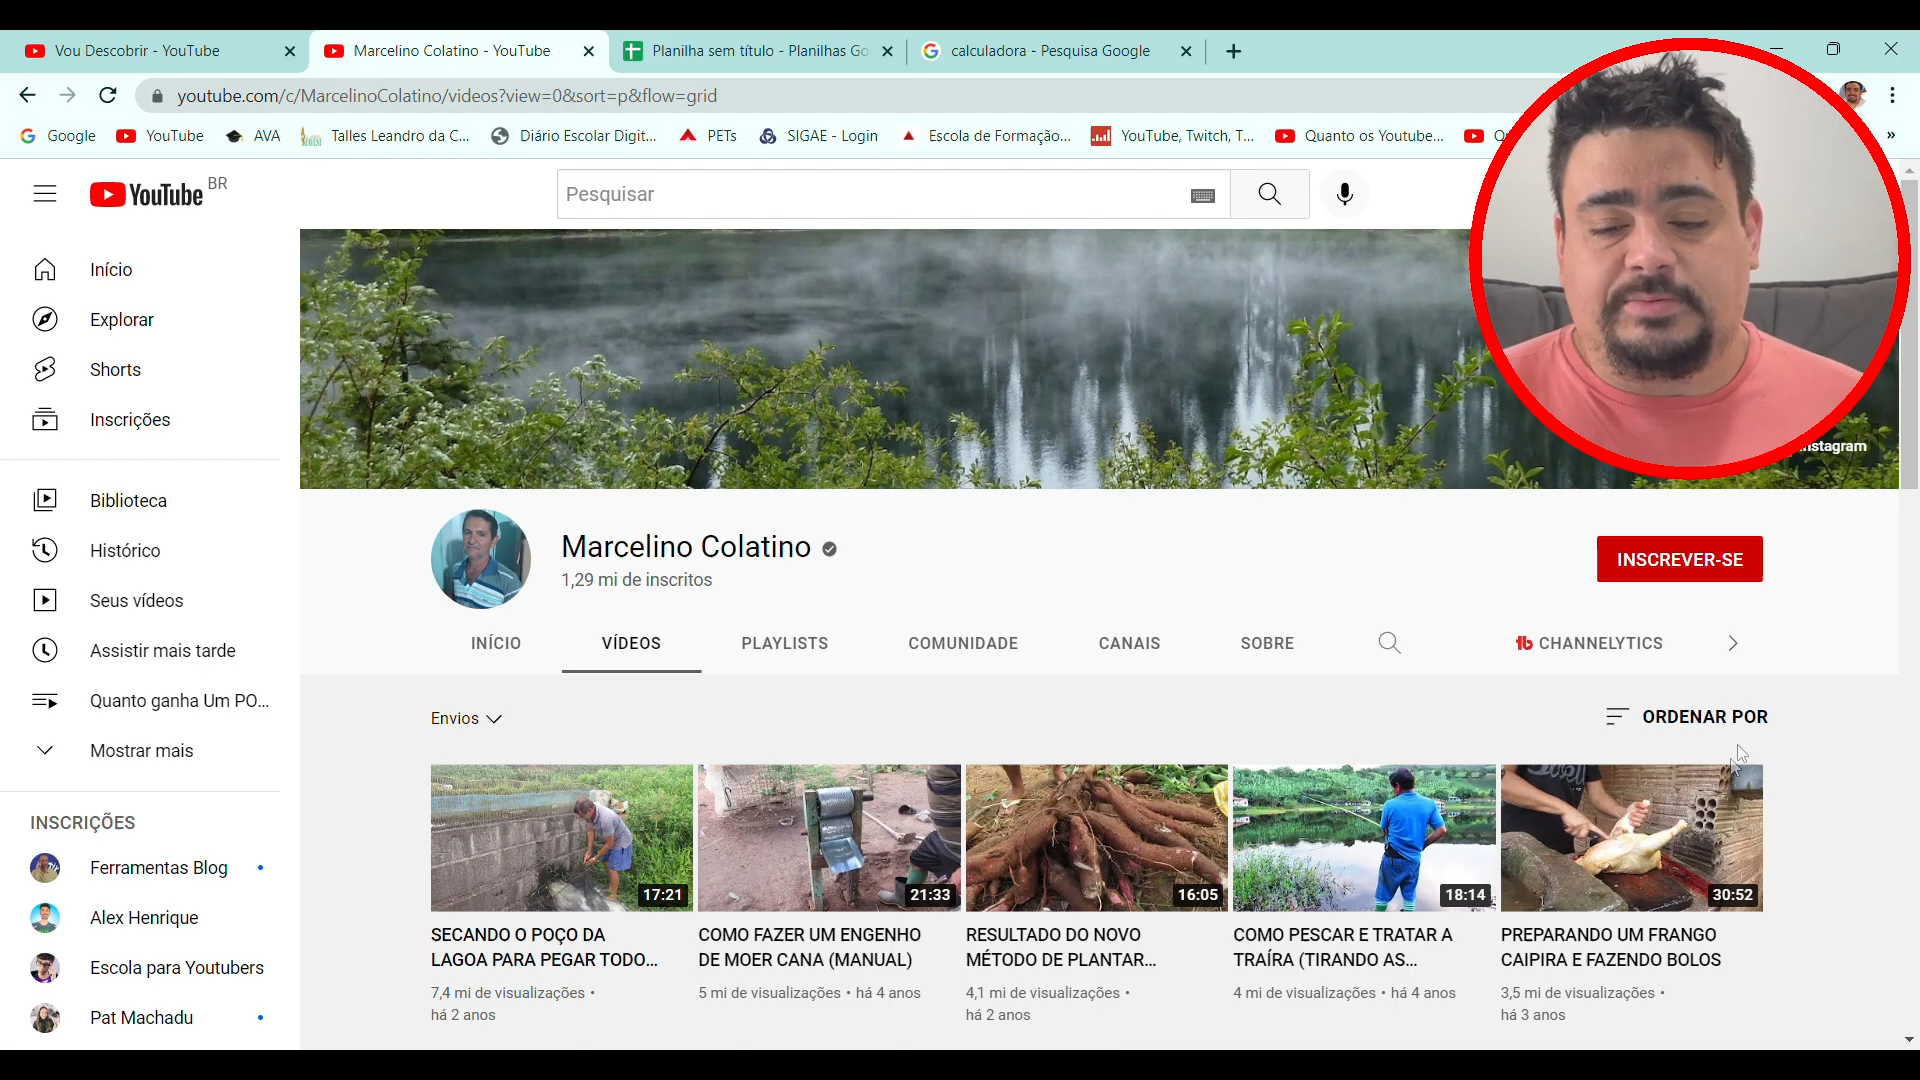 Vou Descobrir - YouTube
Marcelino Colatino - YouTube
Planilha sem título - Planilhas Go
calculadora - Pesquisa Google
youtube.com/c/MarcelinoColatino/videos?view=0&sort=p&flow=grid
Google
YouTube
AVA
Talles Leandro da C...
Diário Escolar Digit...
PETs
SIGAE - Login
Escola de Formação...
YouTube, Twitch, T...
Quanto os Youtube...
YouTube BR
Pesquisar
Início
Explorar
Shorts
Inscrições
Biblioteca
Histórico
Seus vídeos
Assistir mais tarde
Quanto ganha Um PO...
Mostrar mais
INSCRIÇÕES
Ferramentas Blog
Alex Henrique
Escola para Youtubers
Pat Machadu
nstagram
Marcelino Colatino
1,29 mi de inscritos
INSCREVER-SE
INÍCIO
VÍDEOS
PLAYLISTS
COMUNIDADE
CANAIS
SOBRE
CHANNELYTICS
Envios
ORDENAR POR
17:21
21:33
16:05
18:14
30:52
SECANDO O POÇO DA
LAGOA PARA PEGAR TODO...
7,4 mi de visualizações •
há 2 anos
COMO FAZER UM ENGENHO
DE MOER CANA (MANUAL)
5 mi de visualizações • há 4 anos
RESULTADO DO NOVO
MÉTODO DE PLANTAR...
4,1 mi de visualizações •
há 2 anos
COMO PESCAR E TRATAR A
TRAÍRA (TIRANDO AS...
4 mi de visualizações • há 4 anos
PREPARANDO UM FRANGO
CAIPIRA E FAZENDO BOLOS
3,5 mi de visualizações •
há 3 anos